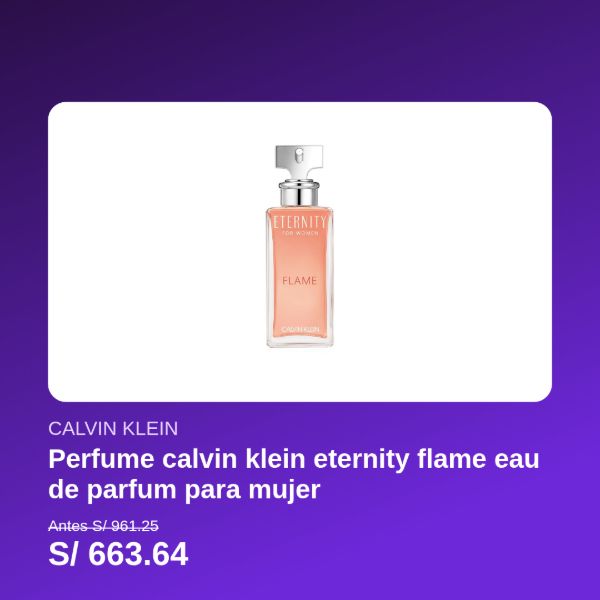 ETERNITY
FOR WOMEN
FLAME
CALVIN KLEIN
CALVIN KLEIN
Perfume calvin klein eternity flame eau
de parfum para mujer
Antes S/ 961.25
S/ 663.64